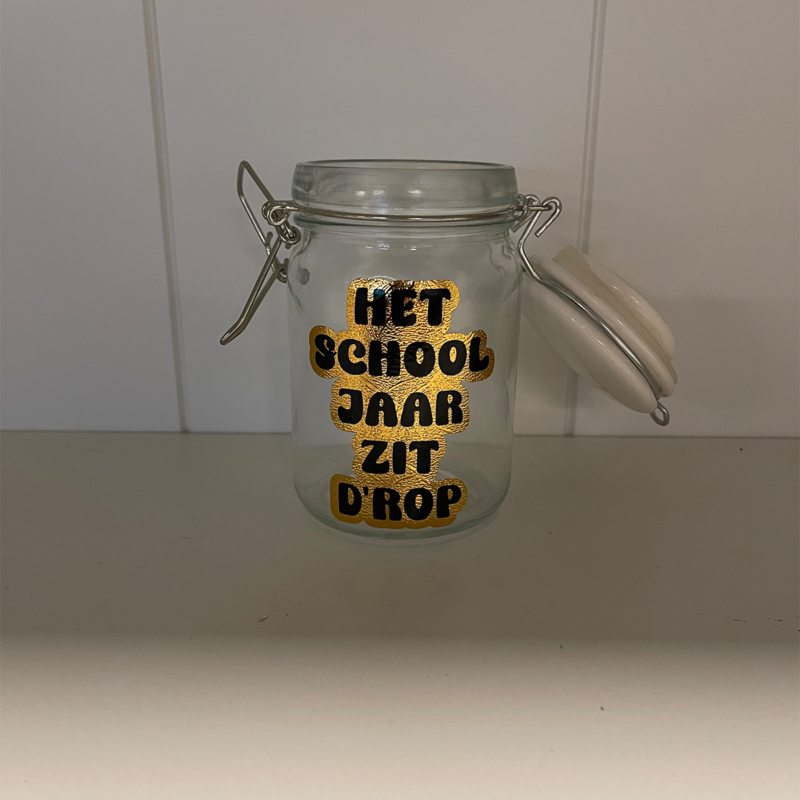 HET
SCHOOL
JAAR
ZIT
D'ROP